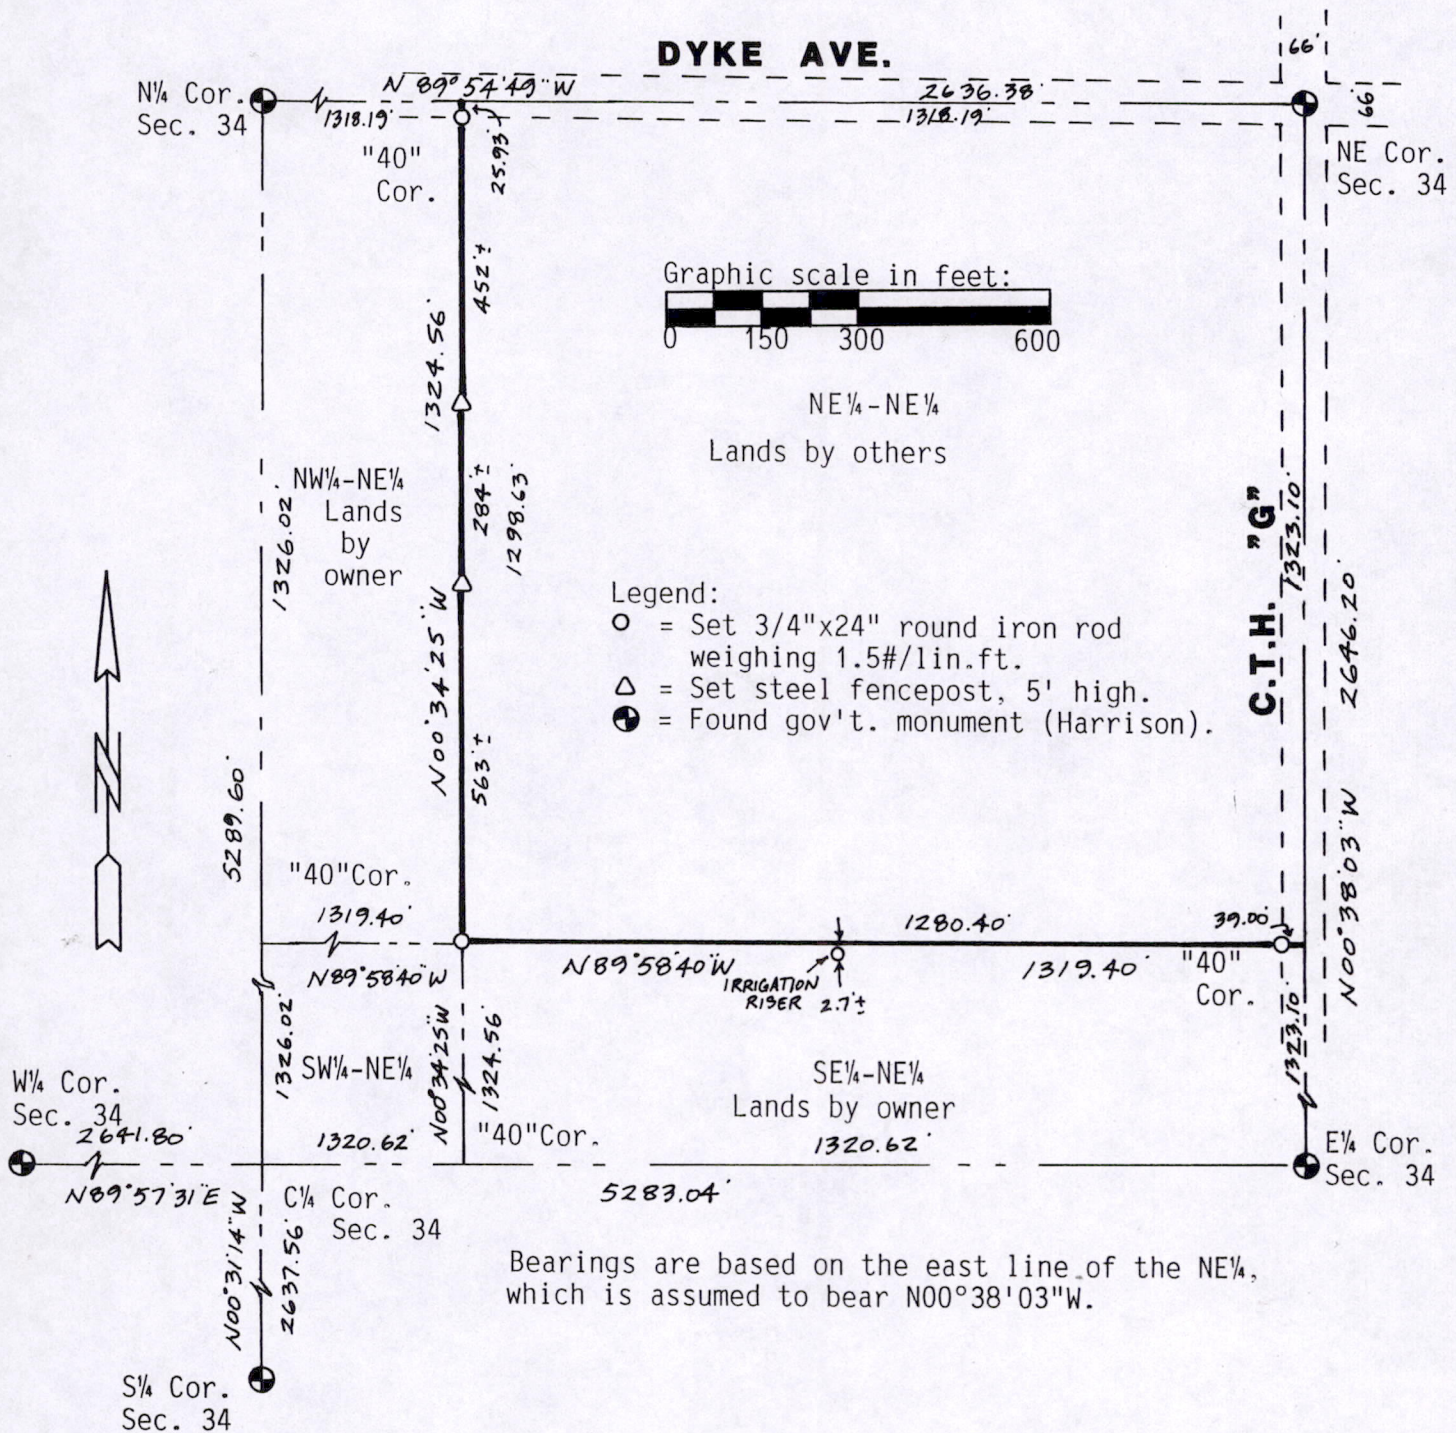 DYKE AVE.
66'
N 89°54'49"W
2636.38'
N¼ Cor.
Sec. 34
1318.19'
1318.19'
66'
"40"
Cor.
25.93'
NE Cor.
Sec. 34
452'±
Graphic scale in feet:
0 150 300 600
1324.56'
NE¼-NE¼
Lands by others
NW¼-NE¼
Lands
by
owner
1326.02'
284'±
1298.63'
C.T.H. "G"
1323.10'
2646.20'
Legend:
= Set 3/4"x24" round iron rod
weighing 1.5#/lin.ft.
= Set steel fencepost, 5' high.
= Found gov't. monument (Harrison).
N00°34'25"W
563'±
N
5289.60'
N00°38'03"W
"40"Cor.
1319.40'
N89°58'40"W
1280.40'
39.00'
N89°58'40"W
1319.40'
"40"
Cor.
IRRIGATION
RISER 2.7'±
1326.02'
N00°34'25"W
1324.56'
1323.10'
SW¼-NE¼
SE¼-NE¼
Lands by owner
W¼ Cor.
Sec. 34
2641.80'
1320.62'
"40"Cor.
1320.62'
E¼ Cor.
Sec. 34
N89°57'31"E
5283.04'
C¼ Cor.
Sec. 34
N00°31'14"W
2637.56'
Bearings are based on the east line of the NE¼,
which is assumed to bear N00°38'03"W.
S¼ Cor.
Sec. 34